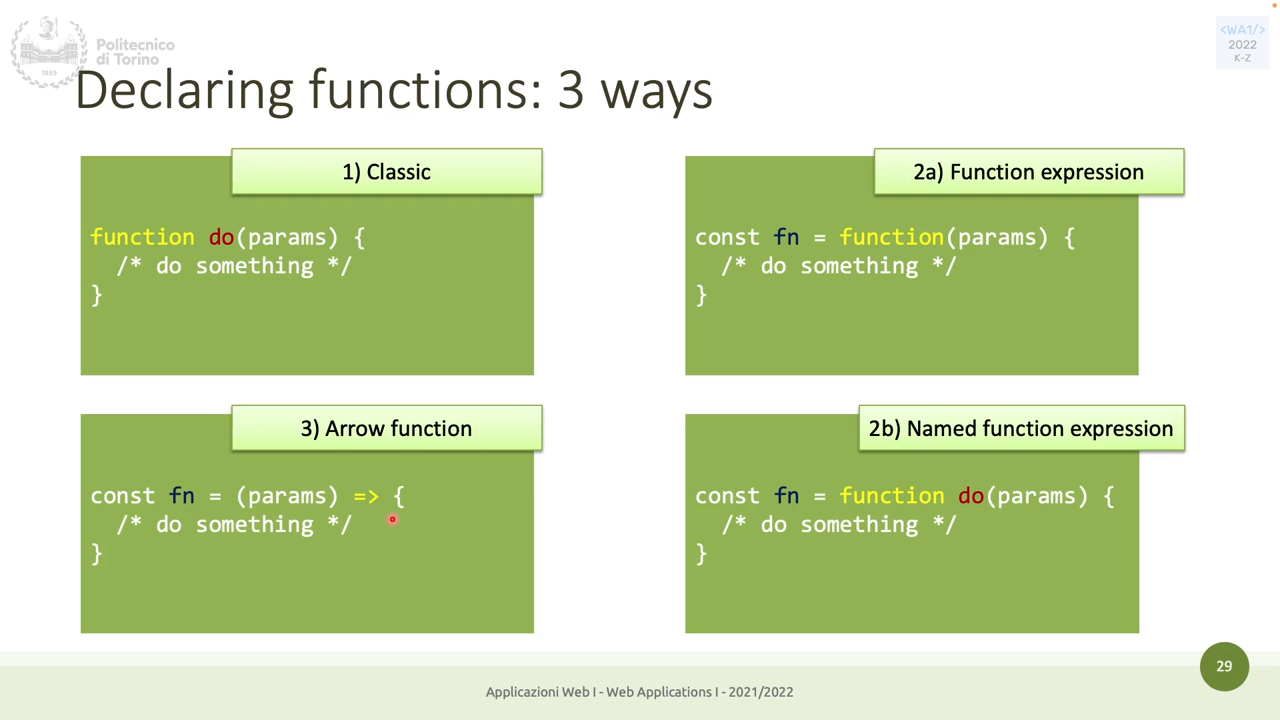 Politecnico
di Torino
1859
<WA1/>
2022
K-Z
Declaring functions: 3 ways
1) Classic
function do(params) {
/* do something */
}
2a) Function expression
const fn = function(params) {
/* do something */
}
3) Arrow function
const fn = (params) => {
/* do something */
}
2b) Named function expression
const fn = function do(params) {
/* do something */
}
29
Applicazioni Web I - Web Applications I - 2021/2022